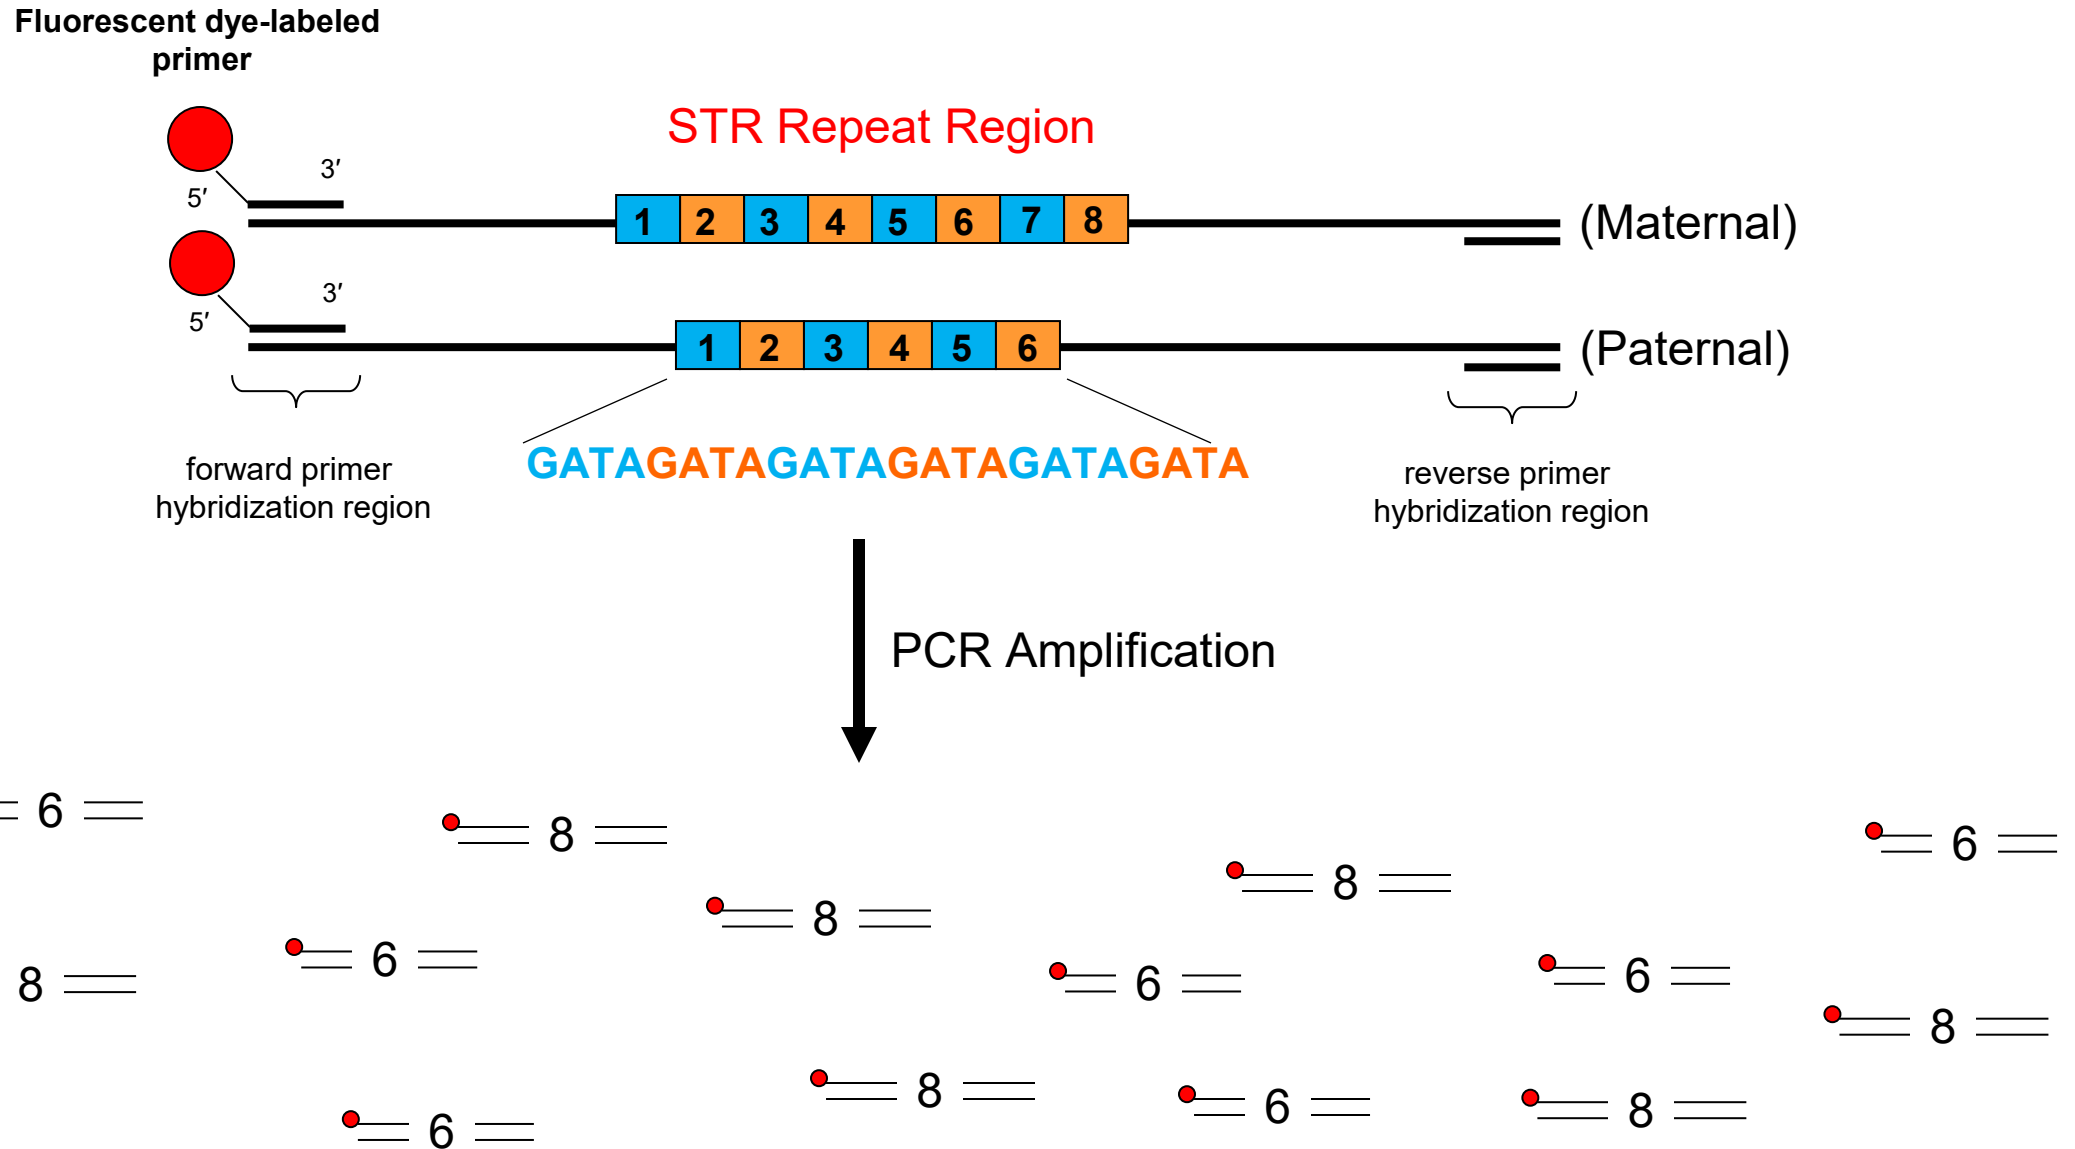 Fluorescent dye-labeled
primer
STR Repeat Region
3′
5′
1 2 3 4 5 6 7 8
(Maternal)
3′
5′
1 2 3 4 5 6
(Paternal)
GATAGATAGATAGATAGATAGATA
forward primer
hybridization region
reverse primer
hybridization region
PCR Amplification
6
8
6
8
8
6
6
6
8
8
8
6
6
8